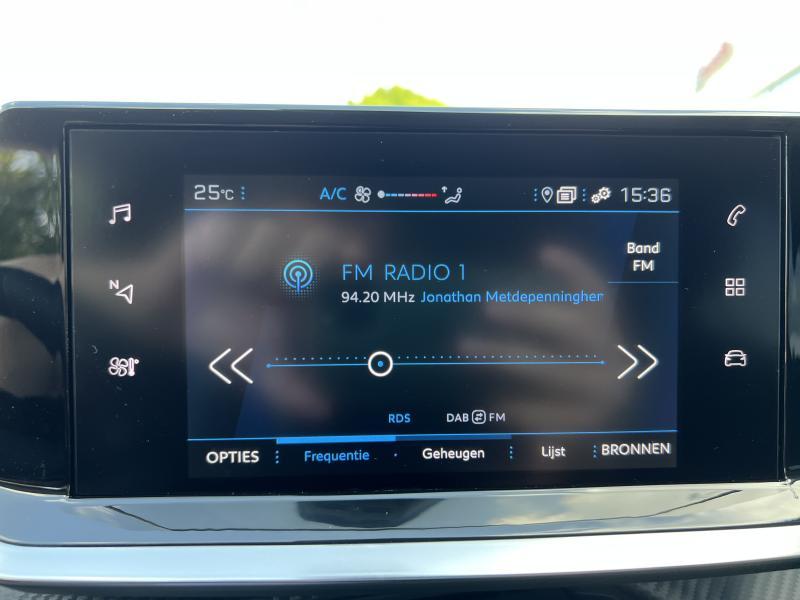 25°C A/C 15:36
Band
FM
FM RADIO 1
94.20 MHz Jonathan Metdepenningher
N
RDS DAB FM
OPTIES Frequentie Geheugen Lijst BRONNEN